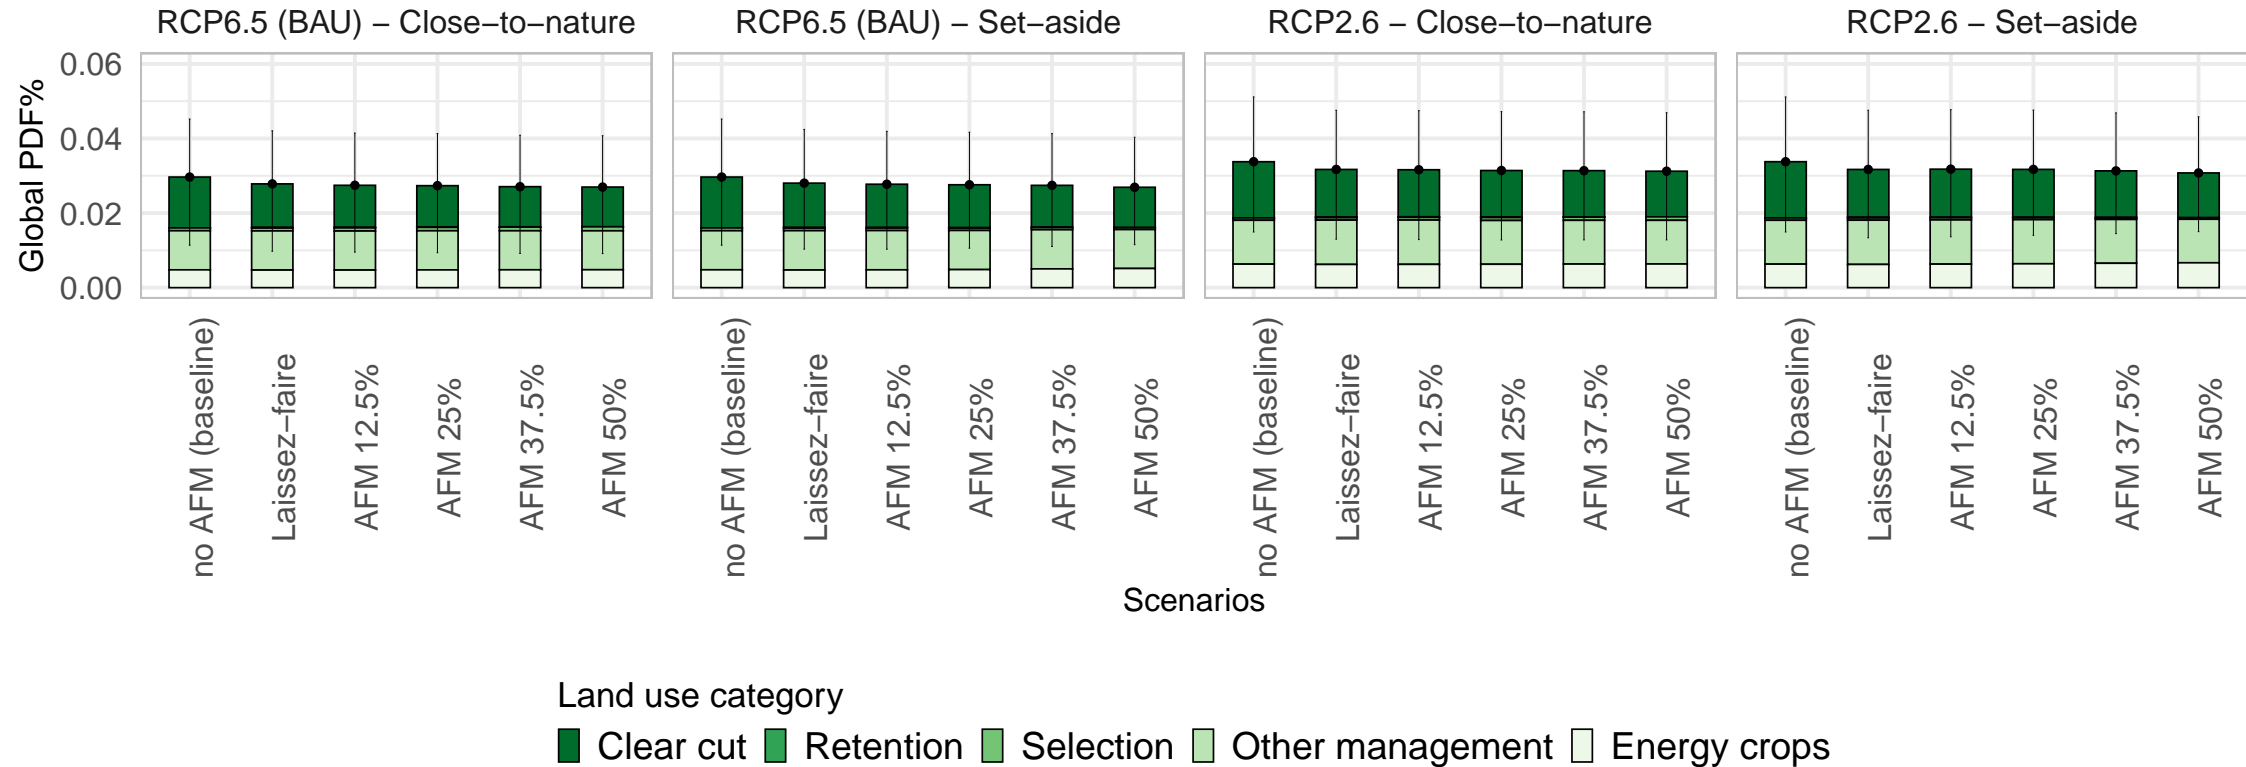 RCP6.5 (BAU) − Close−to−nature
RCP6.5 (BAU) − Set−aside
RCP2.6 − Close−to−nature
RCP2.6 − Set−aside
Global PDF%
0.06
0.04
0.02
0.00
no AFM (baseline)
Laissez−faire
AFM 12.5%
AFM 25%
AFM 37.5%
AFM 50%
no AFM (baseline)
Laissez−faire
AFM 12.5%
AFM 25%
AFM 37.5%
AFM 50%
no AFM (baseline)
Laissez−faire
AFM 12.5%
AFM 25%
AFM 37.5%
AFM 50%
no AFM (baseline)
Laissez−faire
AFM 12.5%
AFM 25%
AFM 37.5%
AFM 50%
Scenarios
Land use category
Clear cut
Retention
Selection
Other management
Energy crops